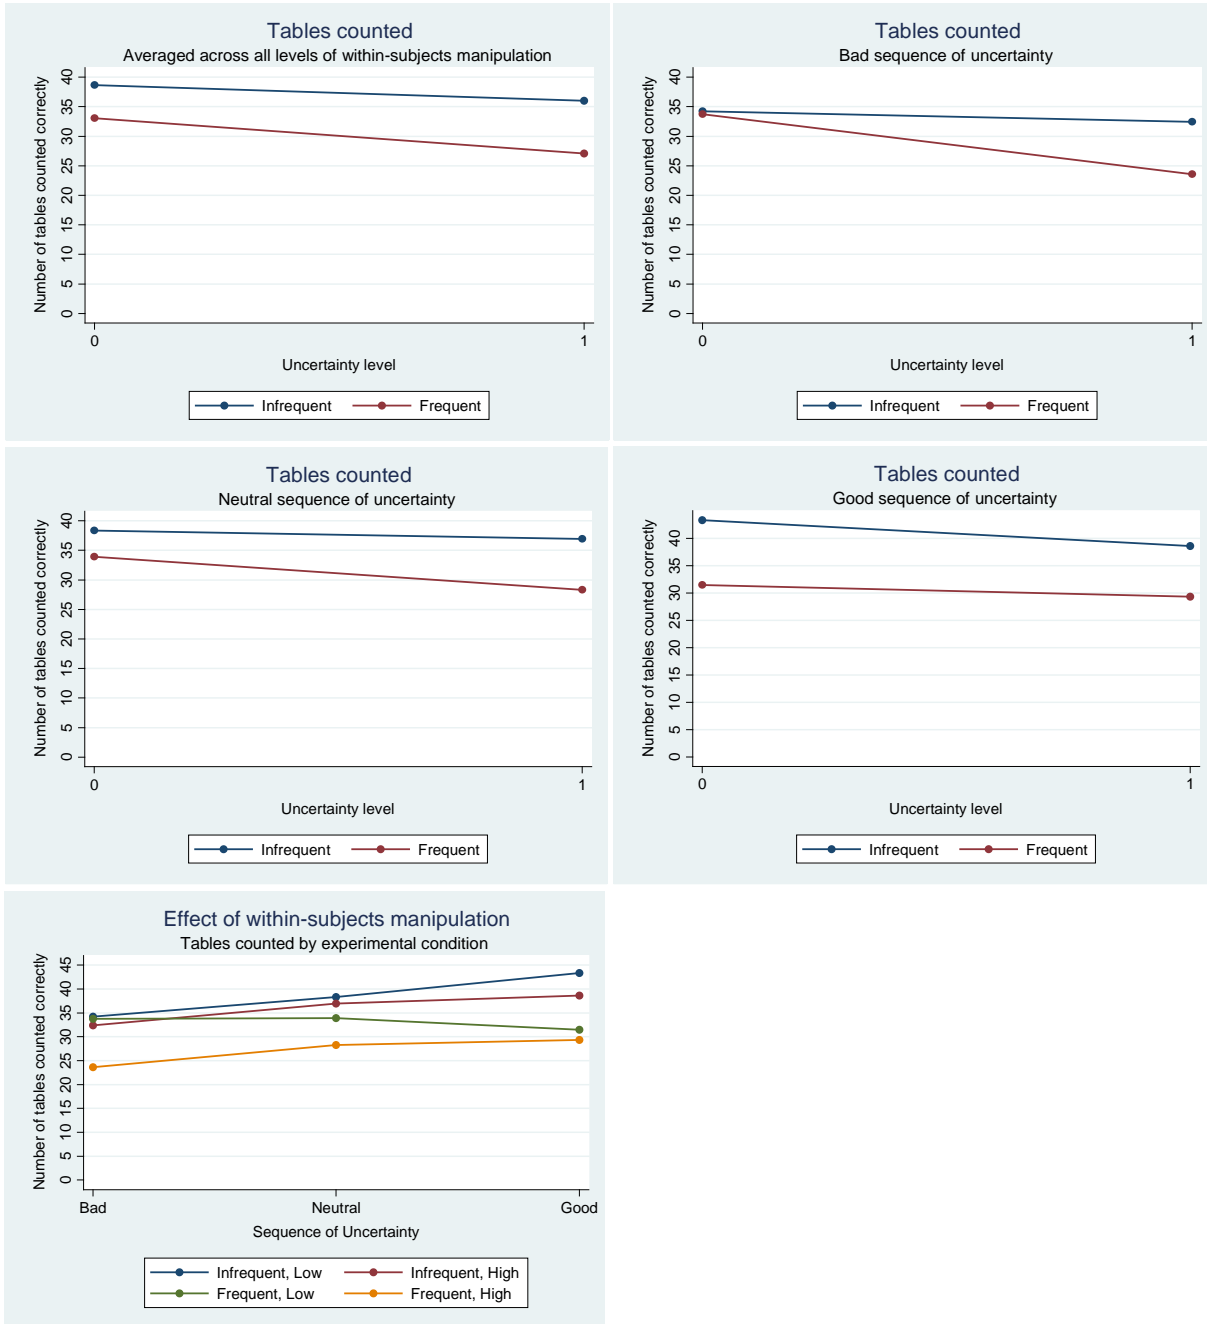 Tables counted
Averaged across all levels of within-subjects manipulation
Number of tables counted correctly
40
35
30
25
20
15
10
5
0
0 1
Uncertainty level
Infrequent Frequent
Tables counted
Bad sequence of uncertainty
Number of tables counted correctly
40
35
30
25
20
15
10
5
0
0 1
Uncertainty level
Infrequent Frequent
Tables counted
Neutral sequence of uncertainty
Number of tables counted correctly
40
35
30
25
20
15
10
5
0
0 1
Uncertainty level
Infrequent Frequent
Tables counted
Good sequence of uncertainty
Number of tables counted correctly
40
35
30
25
20
15
10
5
0
0 1
Uncertainty level
Infrequent Frequent
Effect of within-subjects manipulation
Tables counted by experimental condition
Number of tables counted correctly
45
40
35
30
25
20
15
10
5
0
Bad Neutral Good
Sequence of Uncertainty
Infrequent, Low Infrequent, High
Frequent, Low Frequent, High